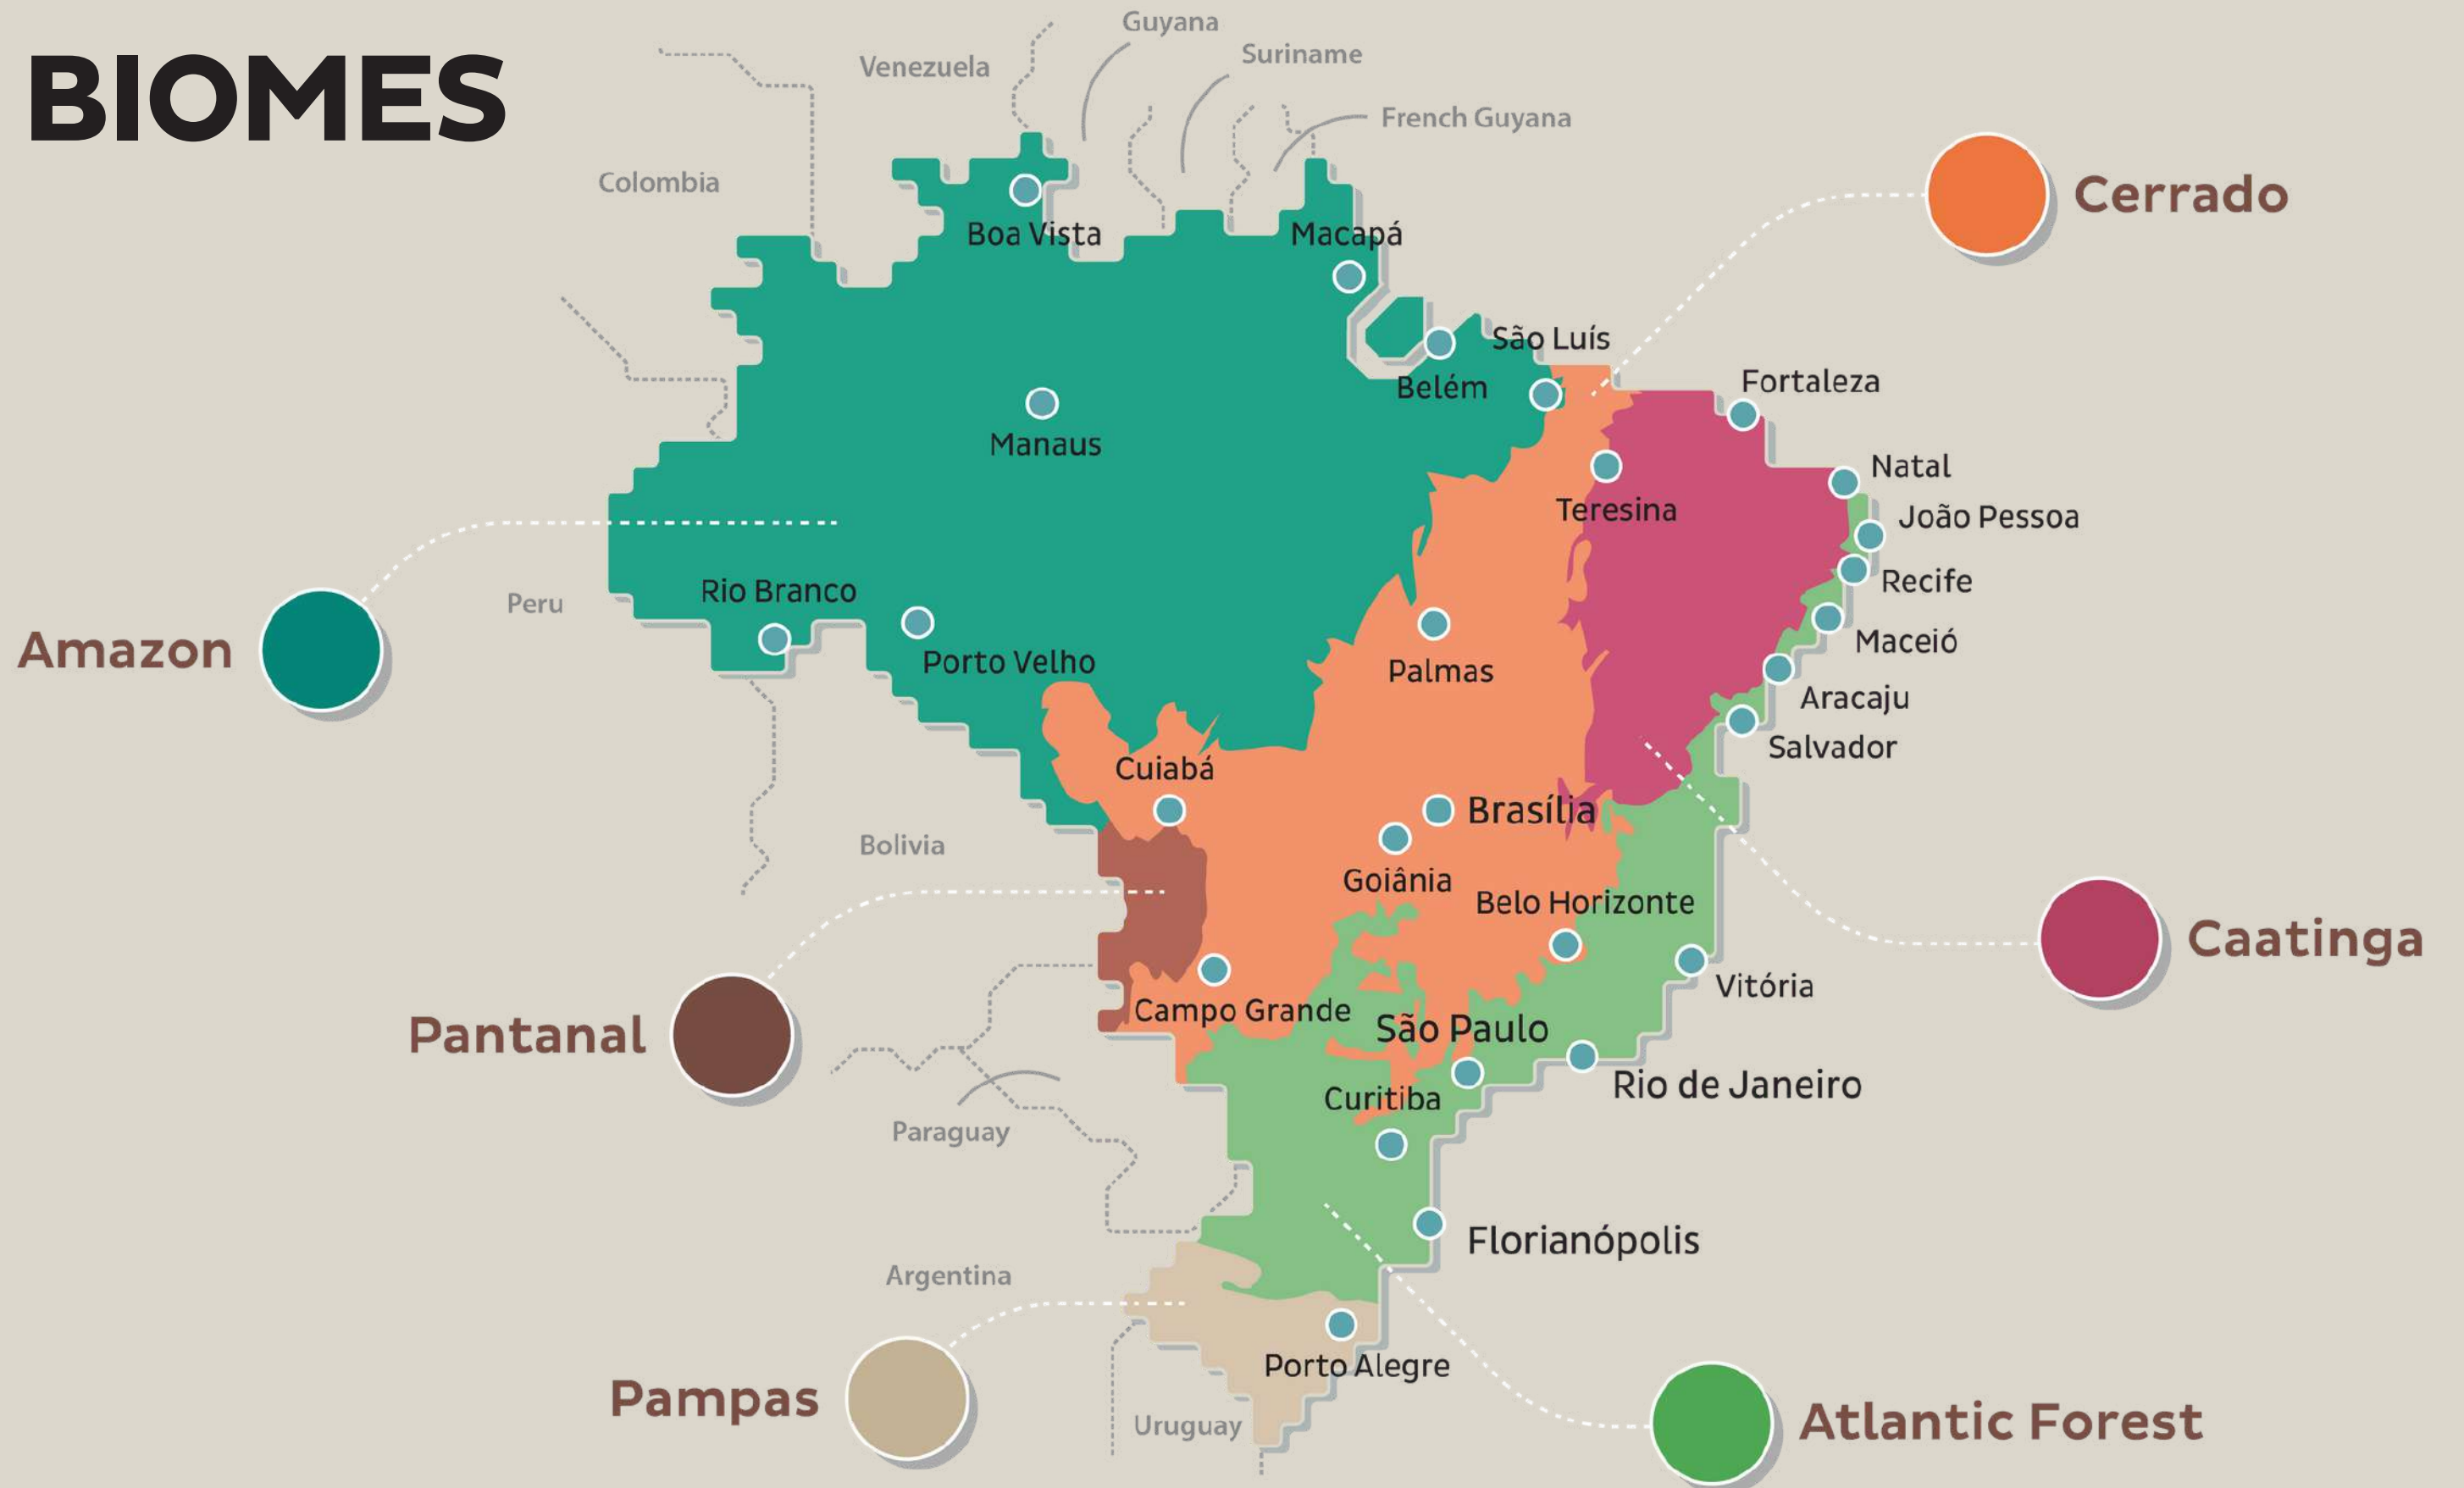 BIOMES
Guyana
Suriname
Venezuela
French Guyana
Colombia
Cerrado
Boa Vista
Macapá
São Luís
Fortaleza
Belém
Manaus
Natal
Teresina
João Pessoa
Recife
Rio Branco
Peru
Maceió
Amazon
Porto Velho
Palmas
Aracaju
Salvador
Cuiabá
Brasília
Bolivia
Goiânia
Belo Horizonte
Caatinga
Vitória
Campo Grande
São Paulo
Pantanal
Rio de Janeiro
Curitiba
Paraguay
Florianópolis
Argentina
Porto Alegre
Pampas
Uruguay
Atlantic Forest